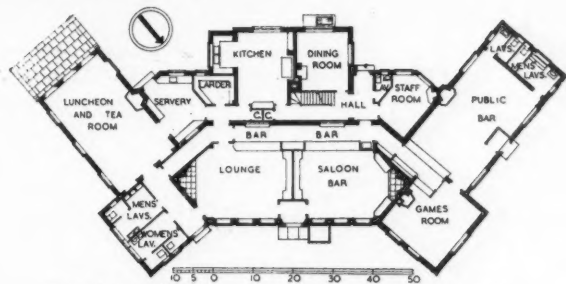 KITCHEN
DINING
ROOM
LARDER
SERVERY
LUNCHEON
AND TEA
ROOM
HALL
LAV.
STAFF
ROOM
LAVS.
MENS
LAVS.
PUBLIC
BAR
C C
BAR
BAR
LOUNGE
SALOON
BAR
GAMES
ROOM
MENS
LAVS.
WOMENS
LAV.
10 5 0 10 20 30 40 50